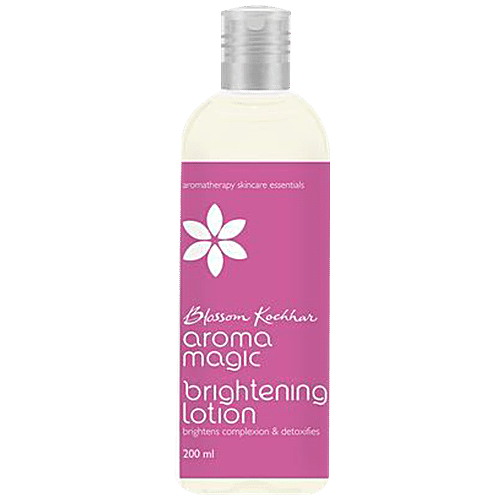 aromatherapy skincare essentials
Blossom Kochhar
aroma
magic
brightening
lotion
brightens complexion & detoxifies
200 ml